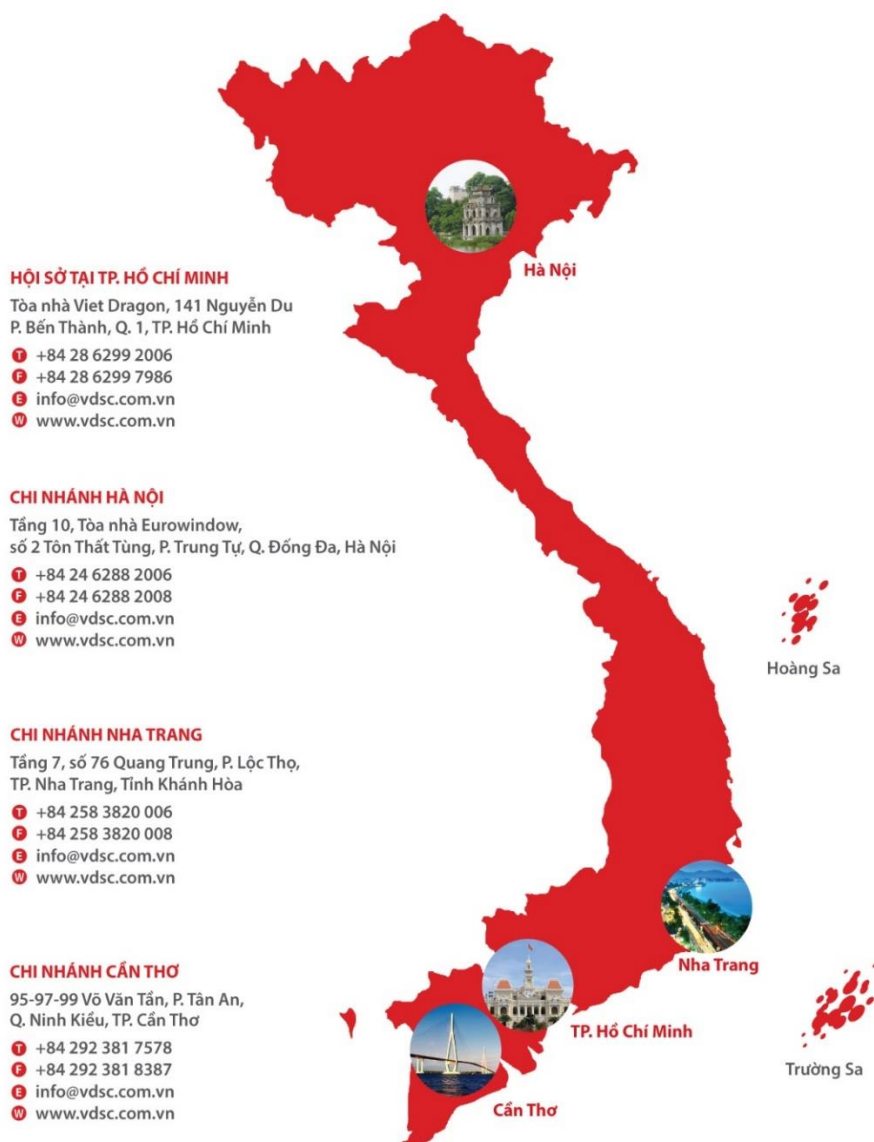 HỘI SỞ TẠI TP. HỒ CHÍ MINH
Tòa nhà Viet Dragon, 141 Nguyễn Du
P. Bến Thành, Q. 1, TP. Hồ Chí Minh
T +84 28 6299 2006
F +84 28 6299 7986
E info@vdsc.com.vn
W www.vdsc.com.vn
CHI NHÁNH HÀ NỘI
Tầng 10, Tòa nhà Eurowindow,
số 2 Tôn Thất Tùng, P. Trung Tự, Q. Đống Đa, Hà Nội
T +84 24 6288 2006
F +84 24 6288 2008
E info@vdsc.com.vn
W www.vdsc.com.vn
CHI NHÁNH NHA TRANG
Tầng 7, số 76 Quang Trung, P. Lộc Thọ,
TP. Nha Trang, Tỉnh Khánh Hòa
T +84 258 3820 006
F +84 258 3820 008
E info@vdsc.com.vn
W www.vdsc.com.vn
CHI NHÁNH CẦN THƠ
95-97-99 Võ Văn Tần, P. Tân An,
Q. Ninh Kiều, TP. Cần Thơ
T +84 292 381 7578
F +84 292 381 8387
E info@vdsc.com.vn
W www.vdsc.com.vn
Hà Nội
Hoàng Sa
Nha Trang
TP. Hồ Chí Minh
Trường Sa
Cần Thơ